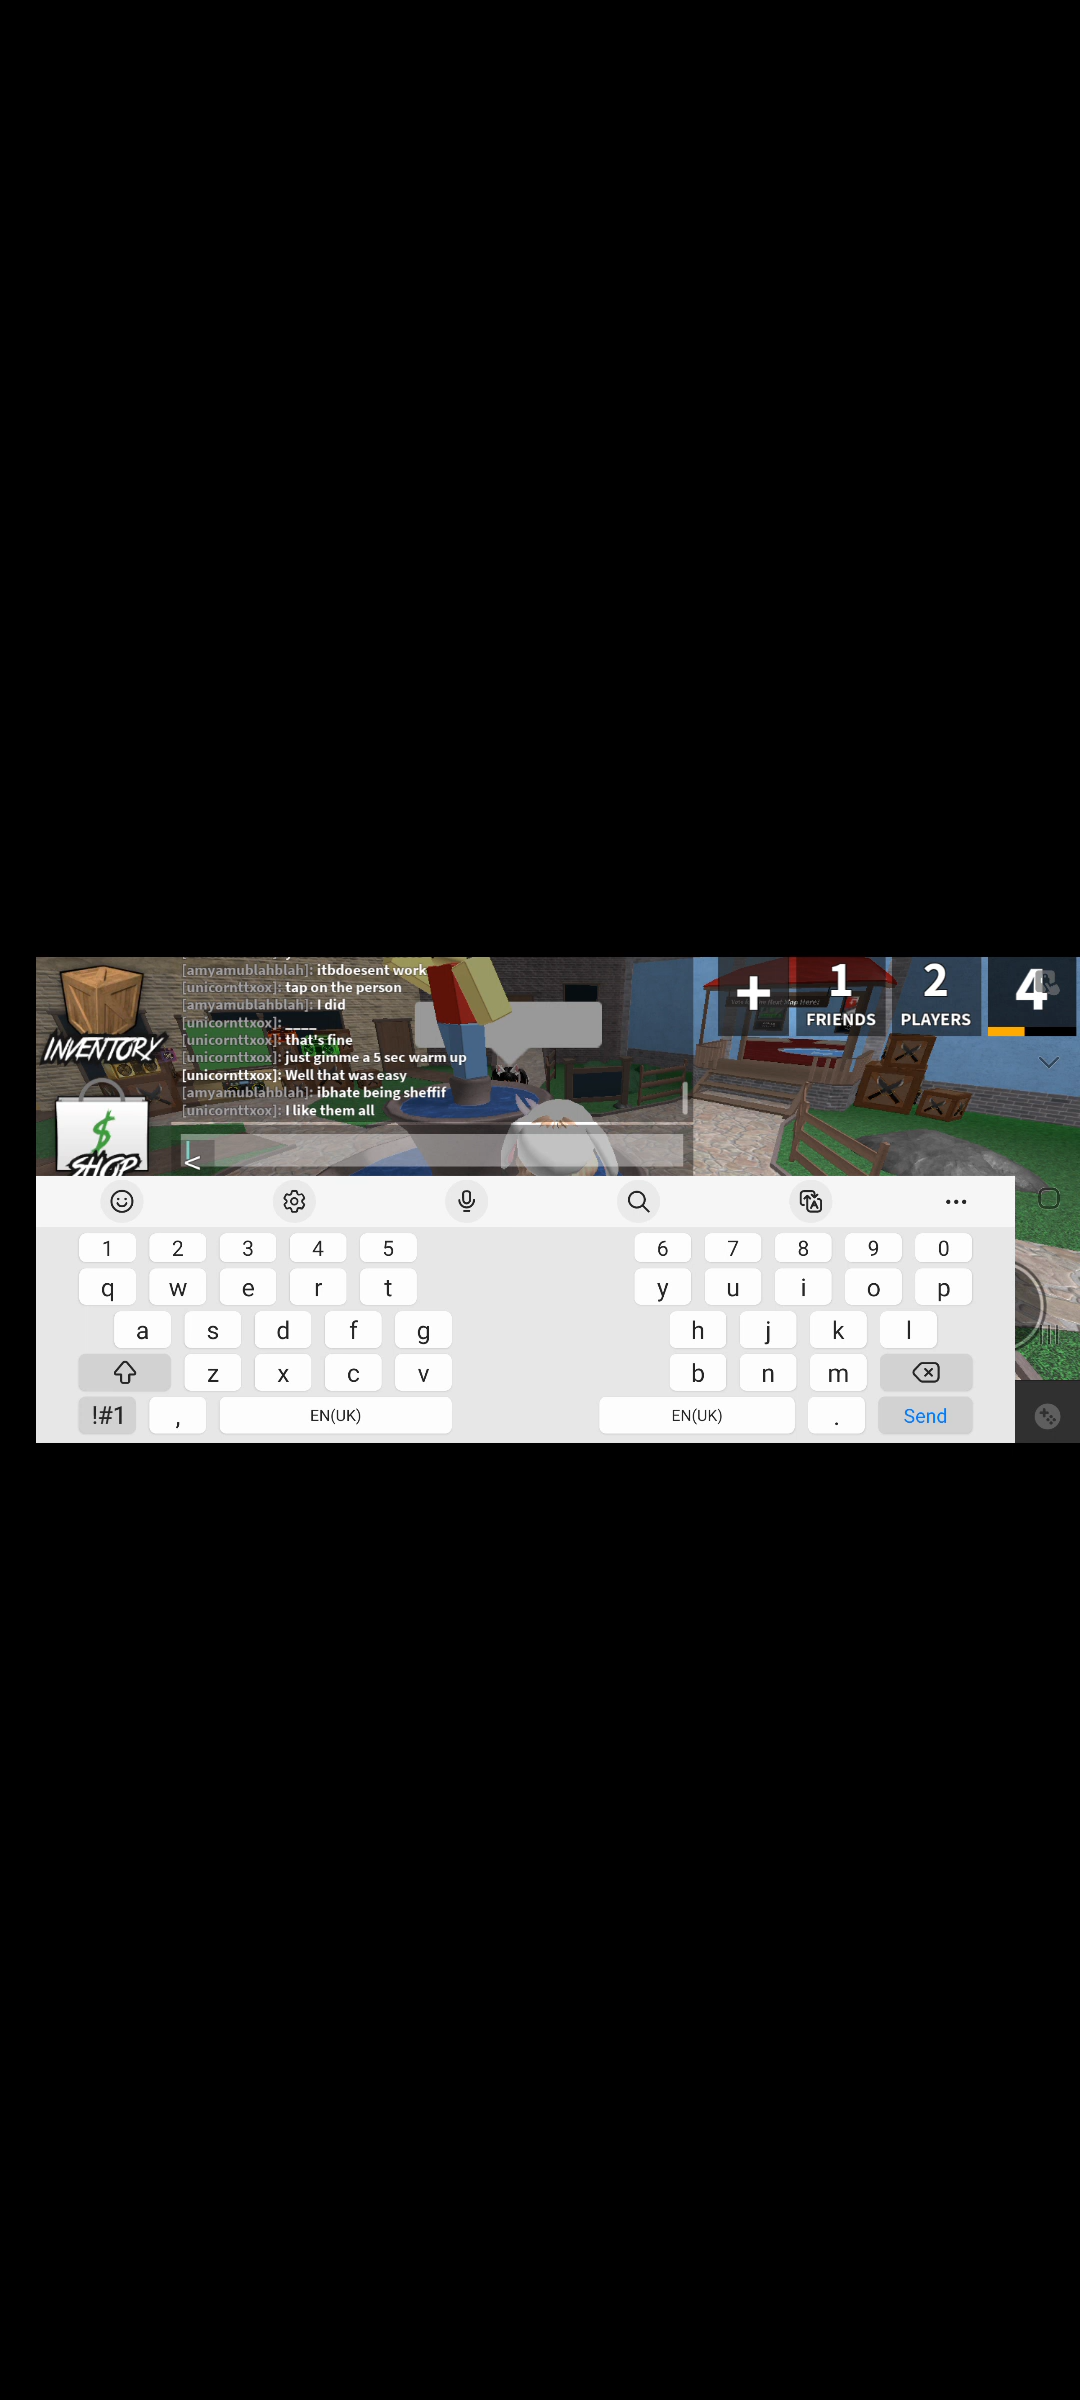 [amyamublahblah]: itbdoesent work
[unicornttxox]: tap on the person
[amyamublahblah]: I did
[unicornttxox]: ____
[unicornttxox]: that's fine
[unicornttxox]: just gimme a 5 sec warm up
[unicornttxox]: Well that was easy
[amyamublahblah]: ibhate being sheffif
[unicornttxox]: I like them all
<
INVENTORY
$
SHOP
+
1
FRIENDS
2
PLAYERS
4
1 2 3 4 5 6 7 8 9 0
q w e r t y u i o p
a s d f g h j k l
z x c v b n m
!#1 , EN(UK) EN(UK) . Send